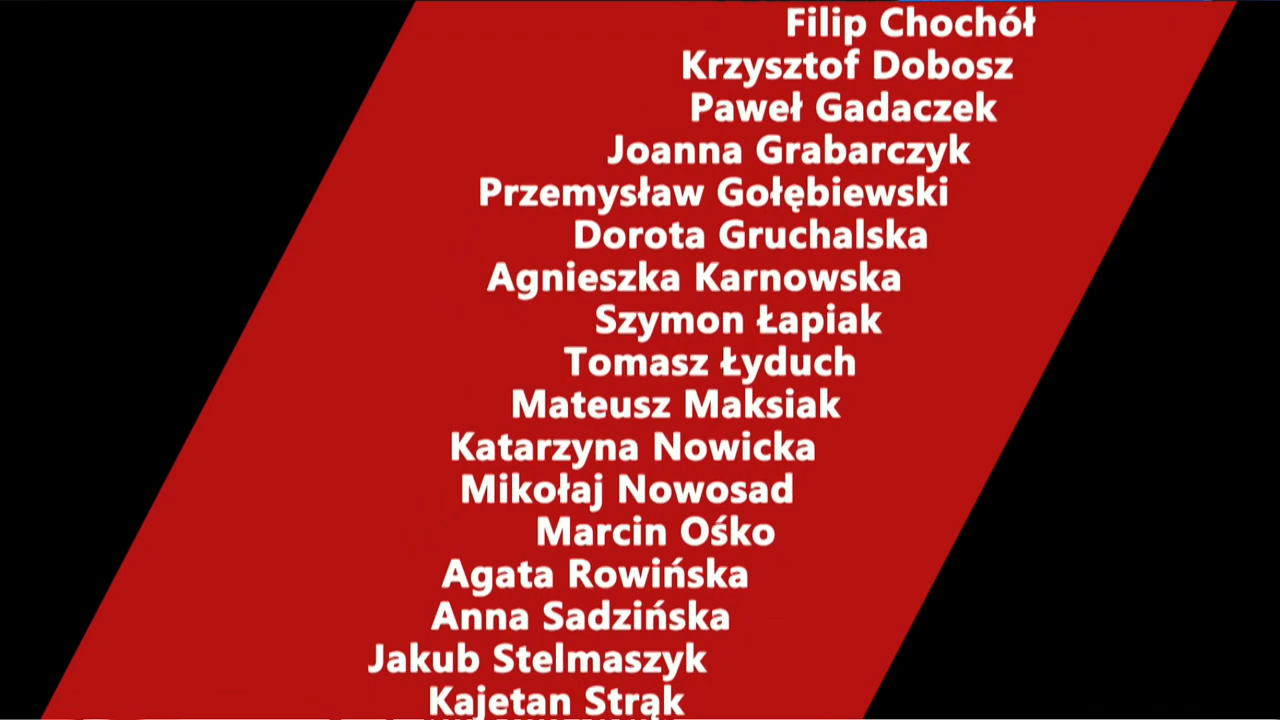 Filip Chochół
Krzysztof Dobosz
Paweł Gadaczek
Joanna Grabarczyk
Przemysław Gołębiewski
Dorota Gruchalska
Agnieszka Karnowska
Szymon Łapiak
Tomasz Łyduch
Mateusz Maksiak
Katarzyna Nowicka
Mikołaj Nowosad
Marcin Ośko
Agata Rowińska
Anna Sadzińska
Jakub Stelmaszyk
Kajetan Strąk